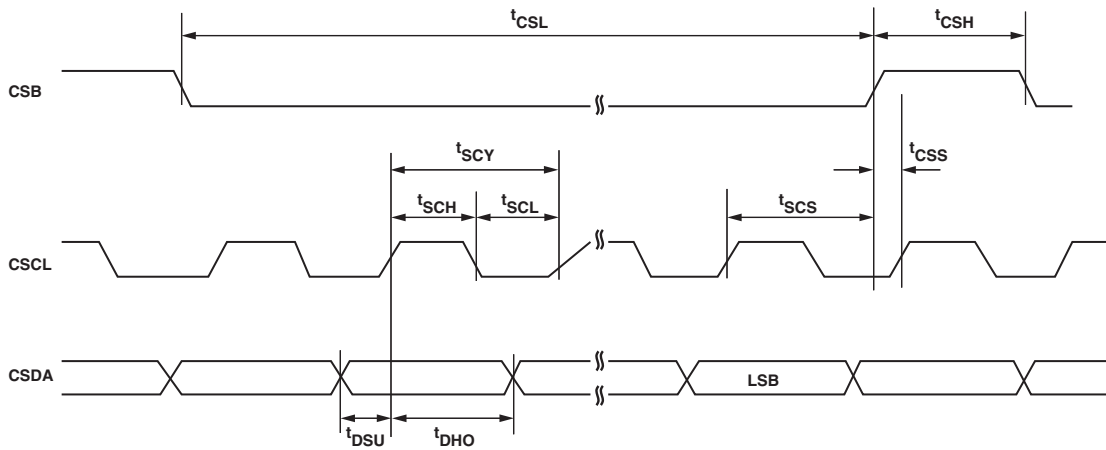 tCSL
tCSH
CSB
tSCY
tCSS
tSCH
tSCL
tSCS
CSCL
CSDA
LSB
tDSU
tDHO